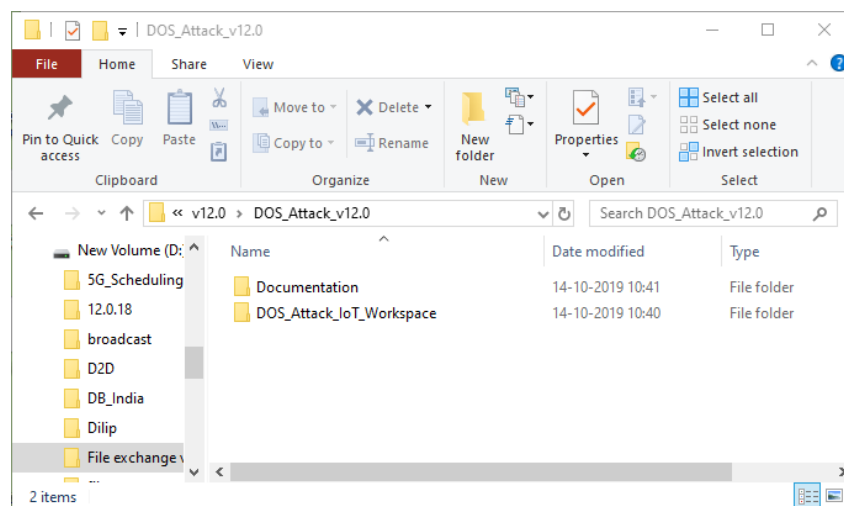 DOS_Attack_v12.0
File Home Share View
Pin to Quick access
Copy
Paste
Clipboard
Move to
Copy to
Delete
Rename
Organize
New folder
New
Properties
Open
Select all
Select none
Invert selection
Select
« v12.0 › DOS_Attack_v12.0
Search DOS_Attack_v12.0
New Volume (D:
5G_Scheduling
12.0.18
broadcast
D2D
DB_India
Dilip
File exchange v
Name Date modified Type
Documentation 14-10-2019 10:41 File folder
DOS_Attack_IoT_Workspace 14-10-2019 10:40 File folder
2 items